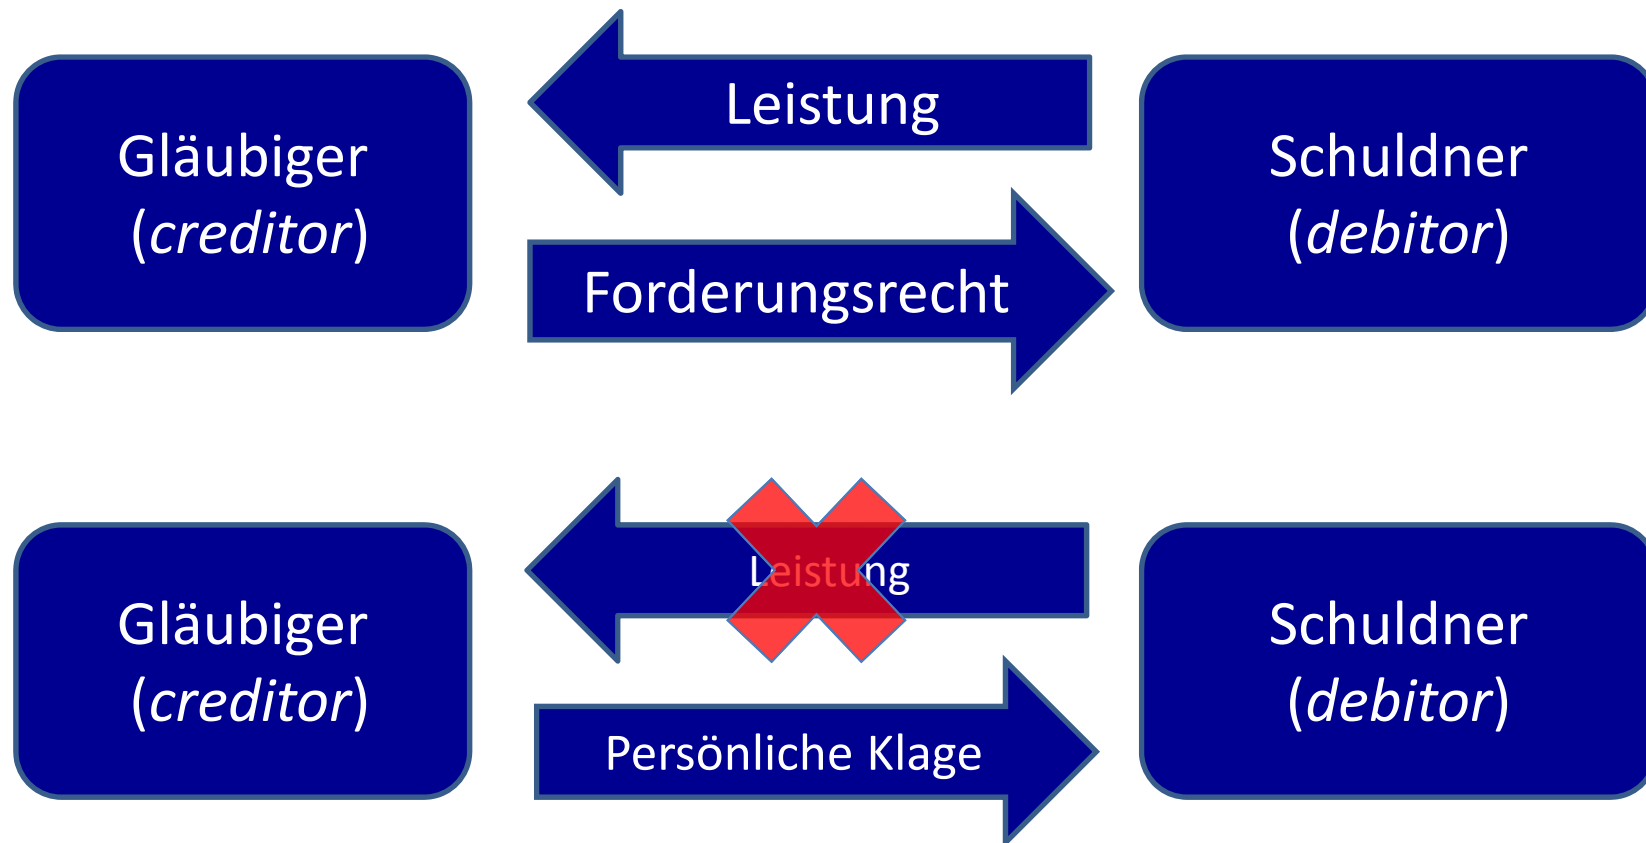 Gläubiger
(creditor)
Leistung
Forderungsrecht
Schuldner
(debitor)
Gläubiger
(creditor)
Leistung
Persönliche Klage
Schuldner
(debitor)